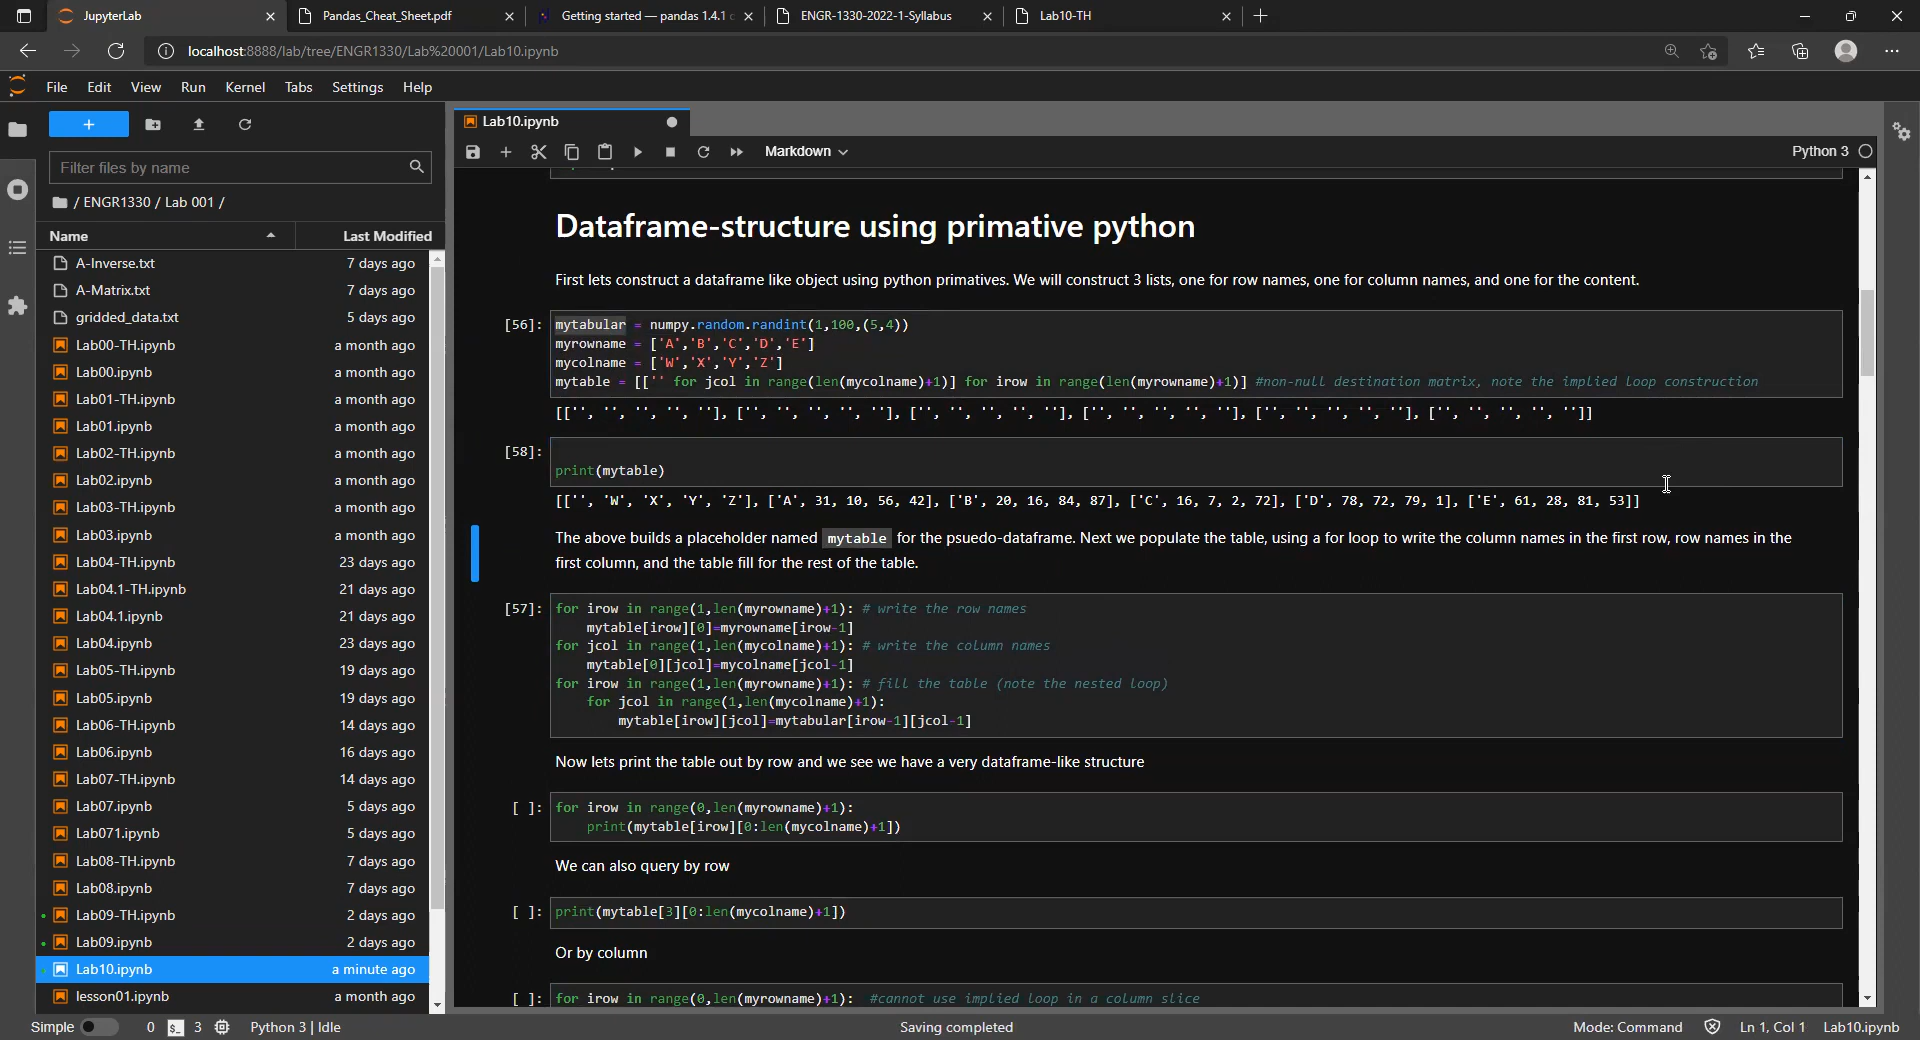 JupyterLab
Pandas_Cheat_Sheet.pdf
Getting started — pandas 1.4.1
ENGR-1330-2022-1-Syllabus
Lab10-TH
localhost:8888/lab/tree/ENGR1330/Lab%20001/Lab10.ipynb
File Edit View Run Kernel Tabs Settings Help
+
Filter files by name
/ ENGR1330 / Lab 001 /
Name Last Modified
A-Inverse.txt 7 days ago
A-Matrix.txt 7 days ago
gridded_data.txt 5 days ago
Lab00-TH.ipynb a month ago
Lab00.ipynb a month ago
Lab01-TH.ipynb a month ago
Lab01.ipynb a month ago
Lab02-TH.ipynb a month ago
Lab02.ipynb a month ago
Lab03-TH.ipynb a month ago
Lab03.ipynb a month ago
Lab04-TH.ipynb 23 days ago
Lab04.1-TH.ipynb 21 days ago
Lab04.1.ipynb 21 days ago
Lab04.ipynb 23 days ago
Lab05-TH.ipynb 19 days ago
Lab05.ipynb 19 days ago
Lab06-TH.ipynb 14 days ago
Lab06.ipynb 16 days ago
Lab07-TH.ipynb 14 days ago
Lab07.ipynb 5 days ago
Lab071.ipynb 5 days ago
Lab08-TH.ipynb 7 days ago
Lab08.ipynb 7 days ago
Lab09-TH.ipynb 2 days ago
Lab09.ipynb 2 days ago
Lab10.ipynb a minute ago
lesson01.ipynb a month ago
Lab10.ipynb
Markdown
Python 3
Dataframe-structure using primative python
First lets construct a dataframe like object using python primatives. We will construct 3 lists, one for row names, one for column names, and one for the content.
[56]: mytabular = numpy.random.randint(1,100,(5,4))
myrowname = ['A','B','C','D','E']
mycolname = ['W','X','Y','Z']
mytable = [['' for jcol in range(len(mycolname)+1)] for irow in range(len(myrowname)+1)] #non-null destination matrix, note the implied loop construction
[['', '', '', '', ''], ['', '', '', '', ''], ['', '', '', '', ''], ['', '', '', '', ''], ['', '', '', '', ''], ['', '', '', '', '']]
[58]:
print(mytable)
[['', 'W', 'X', 'Y', 'Z'], ['A', 31, 10, 56, 42], ['B', 20, 16, 84, 87], ['C', 16, 7, 2, 72], ['D', 78, 72, 79, 1], ['E', 61, 28, 81, 53]]
The above builds a placeholder named mytable for the psuedo-dataframe. Next we populate the table, using a for loop to write the column names in the first row, row names in the
first column, and the table fill for the rest of the table.
[57]: for irow in range(1,len(myrowname)+1): # write the row names
mytable[irow][0]=myrowname[irow-1]
for jcol in range(1,len(mycolname)+1): # write the column names
mytable[0][jcol]=mycolname[jcol-1]
for irow in range(1,len(myrowname)+1): # fill the table (note the nested loop)
for jcol in range(1,len(mycolname)+1):
mytable[irow][jcol]=mytabular[irow-1][jcol-1]
Now lets print the table out by row and we see we have a very dataframe-like structure
[ ]: for irow in range(0,len(myrowname)+1):
print(mytable[irow][0:len(mycolname)+1])
We can also query by row
[ ]: print(mytable[3][0:len(mycolname)+1])
Or by column
[ ]: for irow in range(0,len(myrowname)+1): #cannot use implied loop in a column slice
Simple 0 3 Python 3 | Idle Saving completed Mode: Command Ln 1, Col 1 Lab10.ipynb